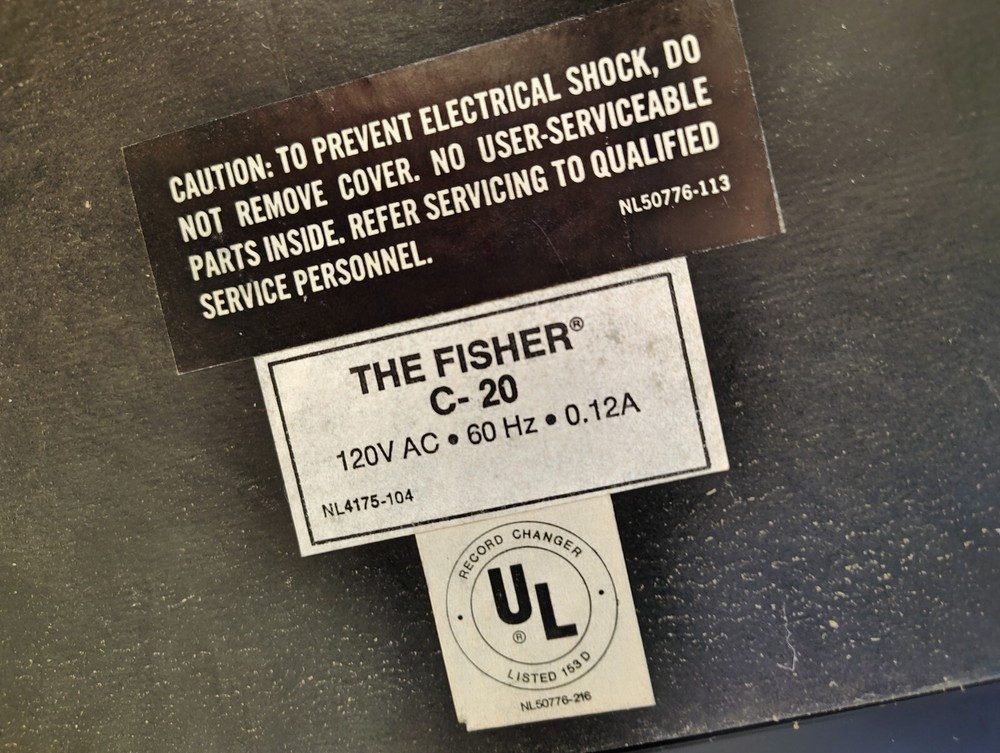 CAUTION: TO PREVENT ELECTRICAL SHOCK, DO
NOT REMOVE COVER. NO USER-SERVICEABLE
PARTS INSIDE. REFER SERVICING TO QUALIFIED
SERVICE PERSONNEL.
NL50776-113
THE FISHER®
C- 20
120V AC • 60 Hz • 0.12A
NL4175-104
RECORD CHANGER
UL
®
LISTED 153 D
NL50776-216